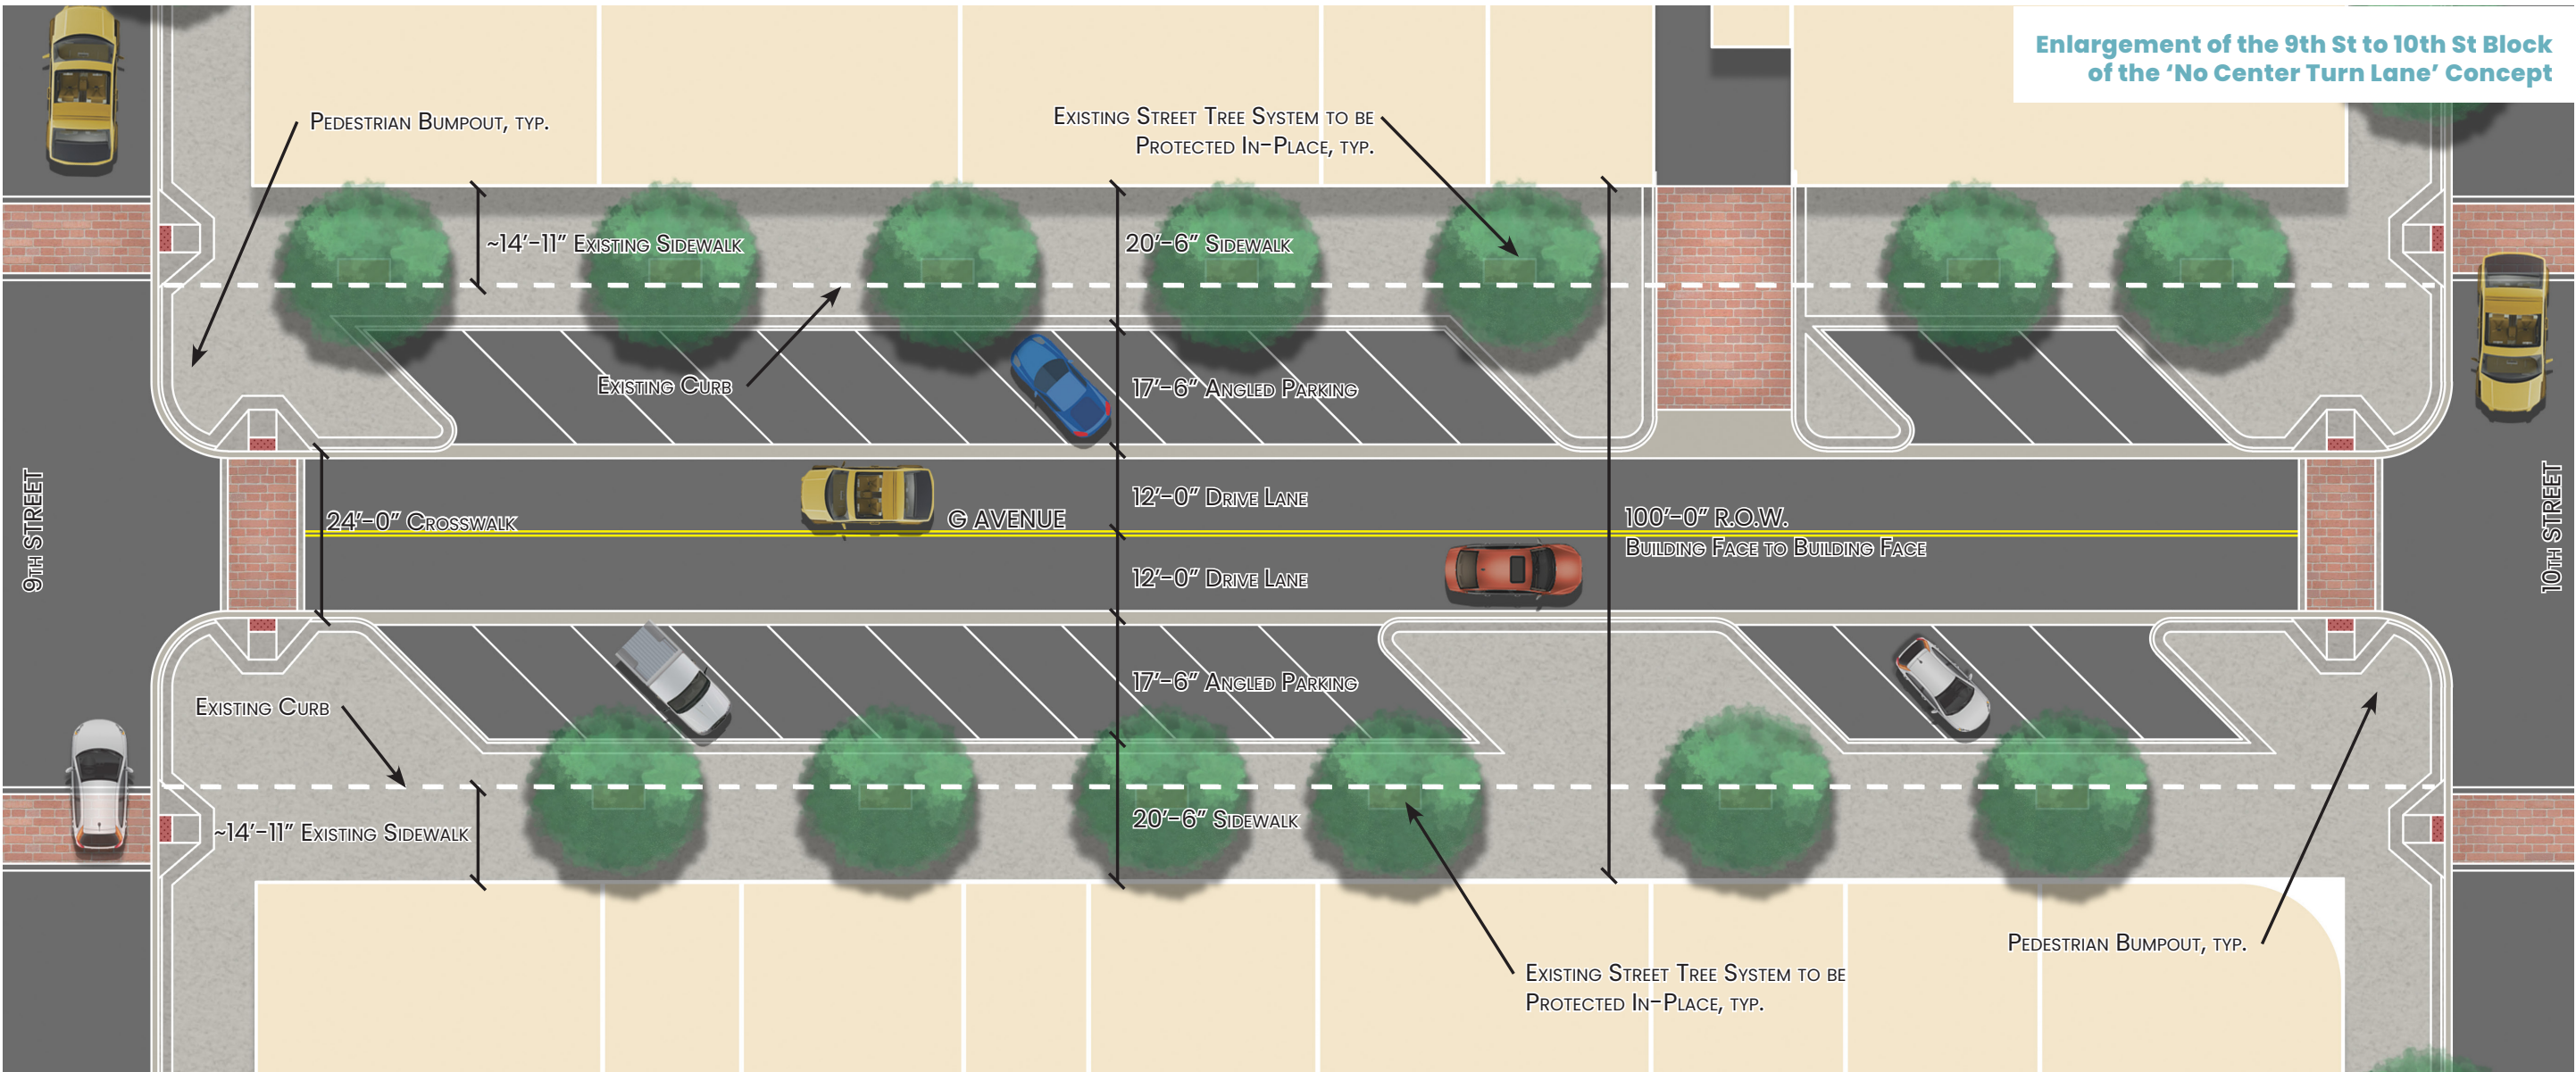 Enlargement of the 9th St to 10th St Block
of the ‘No Center Turn Lane’ Concept
Pedestrian Bumpout, typ.
Existing Street Tree System to be
Protected In-Place, typ.
~14’-11” Existing Sidewalk
20’-6” Sidewalk
Existing Curb
17’-6” Angled Parking
12’-0” Drive Lane
24’-0” Crosswalk
G AVENUE
100’-0” R.O.W.
Building Face to Building Face
9th STREET
10th STREET
12’-0” Drive Lane
17’-6” Angled Parking
Existing Curb
~14’-11” Existing Sidewalk
20’-6” Sidewalk
Pedestrian Bumpout, typ.
Existing Street Tree System to be
Protected In-Place, typ.